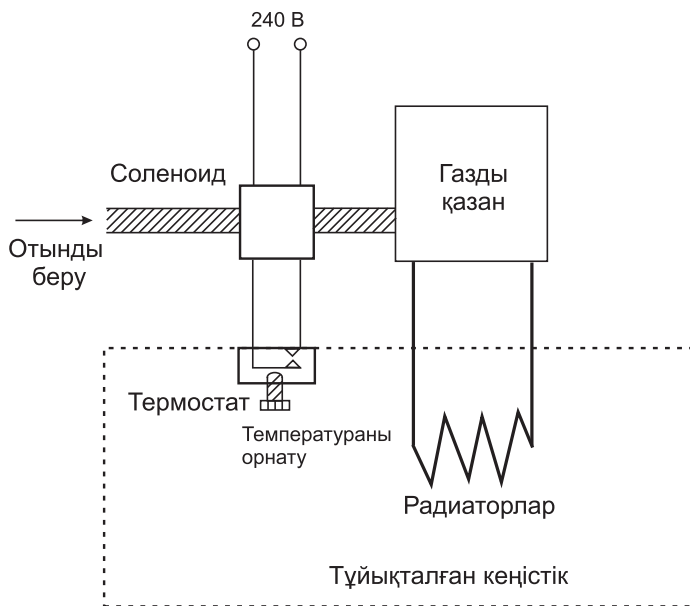 240 В
Соленоид
Газды
қазан
Отынды
беру
Термостат
Температураны
орнату
Радиаторлар
Тұйықталған кеңістік